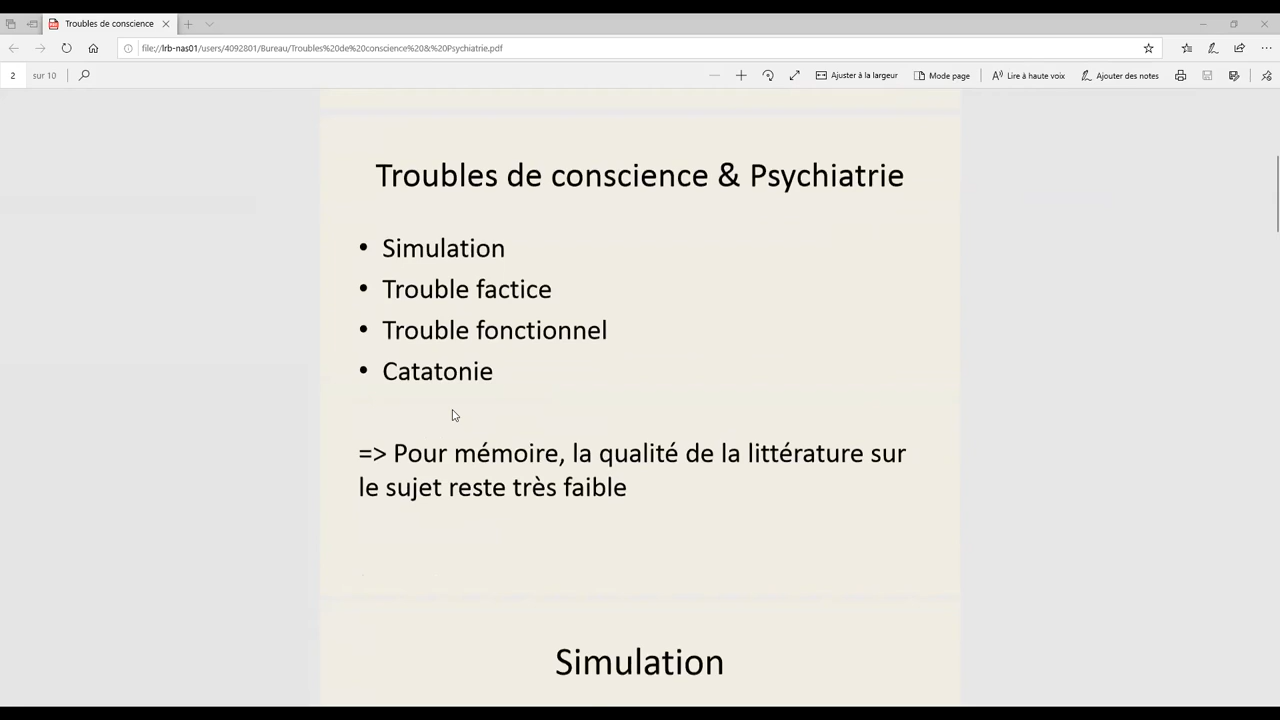 Troubles de conscience
file://lrb-nas01/users/4092801/Bureau/Troubles%20de%20conscience%20&%20Psychiatrie.pdf
2 sur 10 Ajuster à la largeur Mode page Lire à haute voix Ajouter des notes
Troubles de conscience & Psychiatrie
• Simulation
• Trouble factice
• Trouble fonctionnel
• Catatonie
=> Pour mémoire, la qualité de la littérature sur
le sujet reste très faible
Simulation